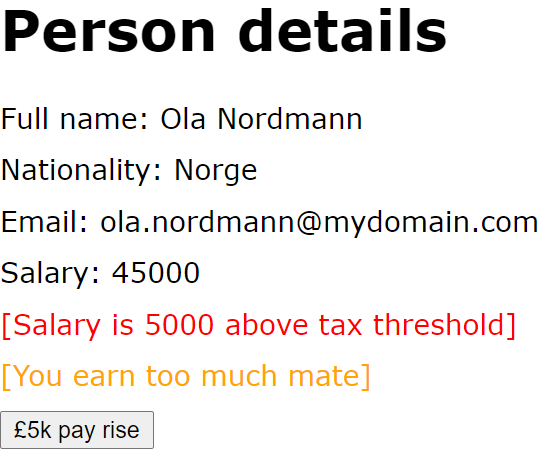 Person details
Full name: Ola Nordmann
Nationality: Norge
Email: ola.nordmann@mydomain.com
Salary: 45000
[Salary is 5000 above tax threshold]
[You earn too much mate]
£5k pay rise